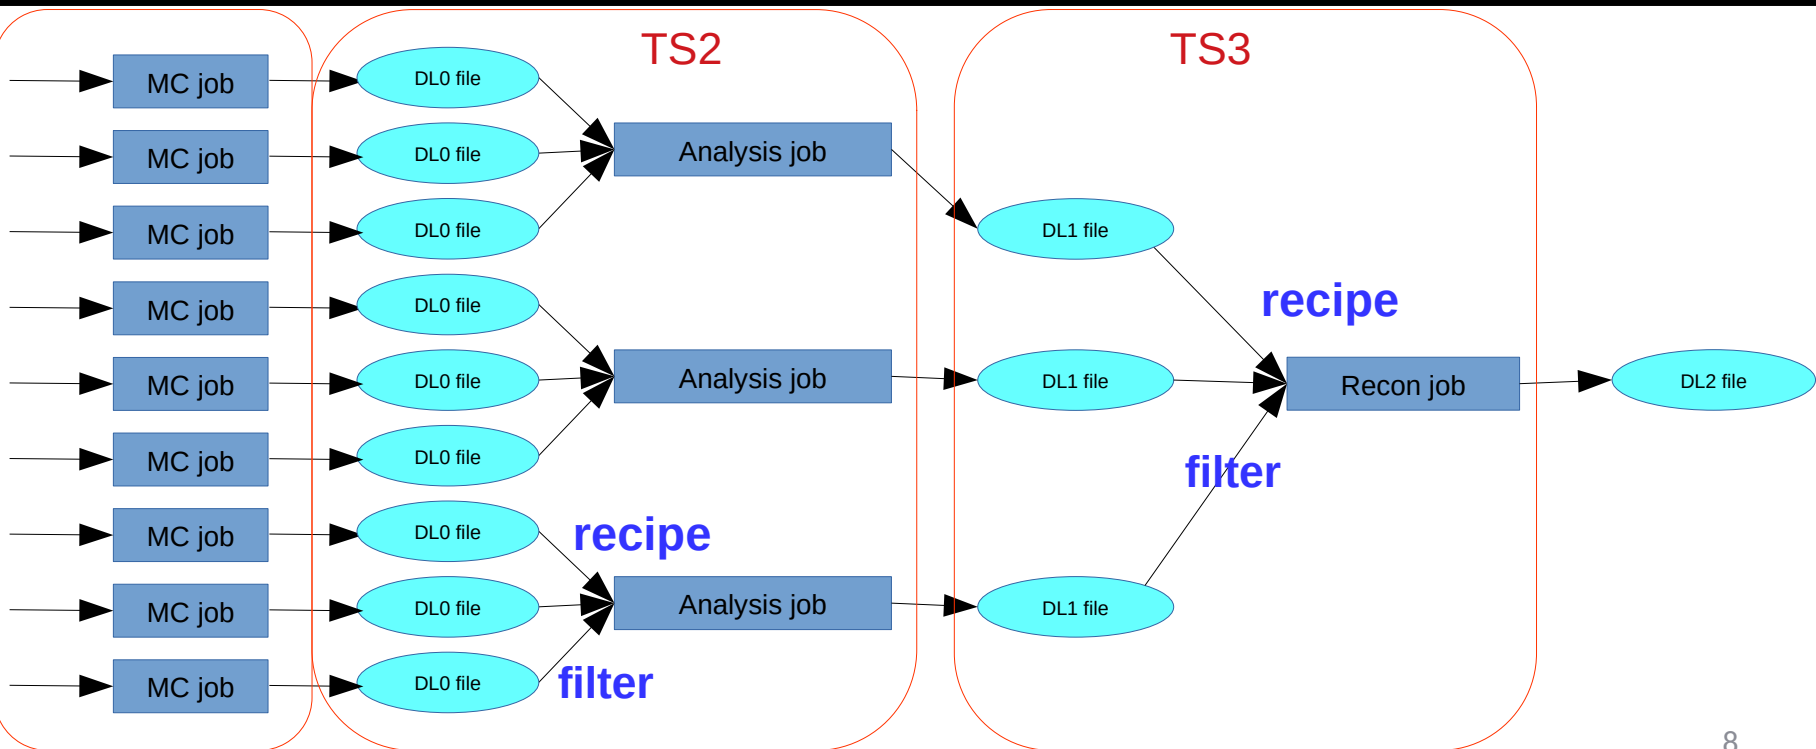 TS2
TS3
MC job
DL0 file
MC job
DL0 file
Analysis job
MC job
DL0 file
DL1 file
MC job
DL0 file
recipe
MC job
DL0 file
Analysis job
DL1 file
Recon job
DL2 file
MC job
DL0 file
filter
MC job
DL0 file
recipe
MC job
DL0 file
Analysis job
DL1 file
MC job
DL0 file
filter
8